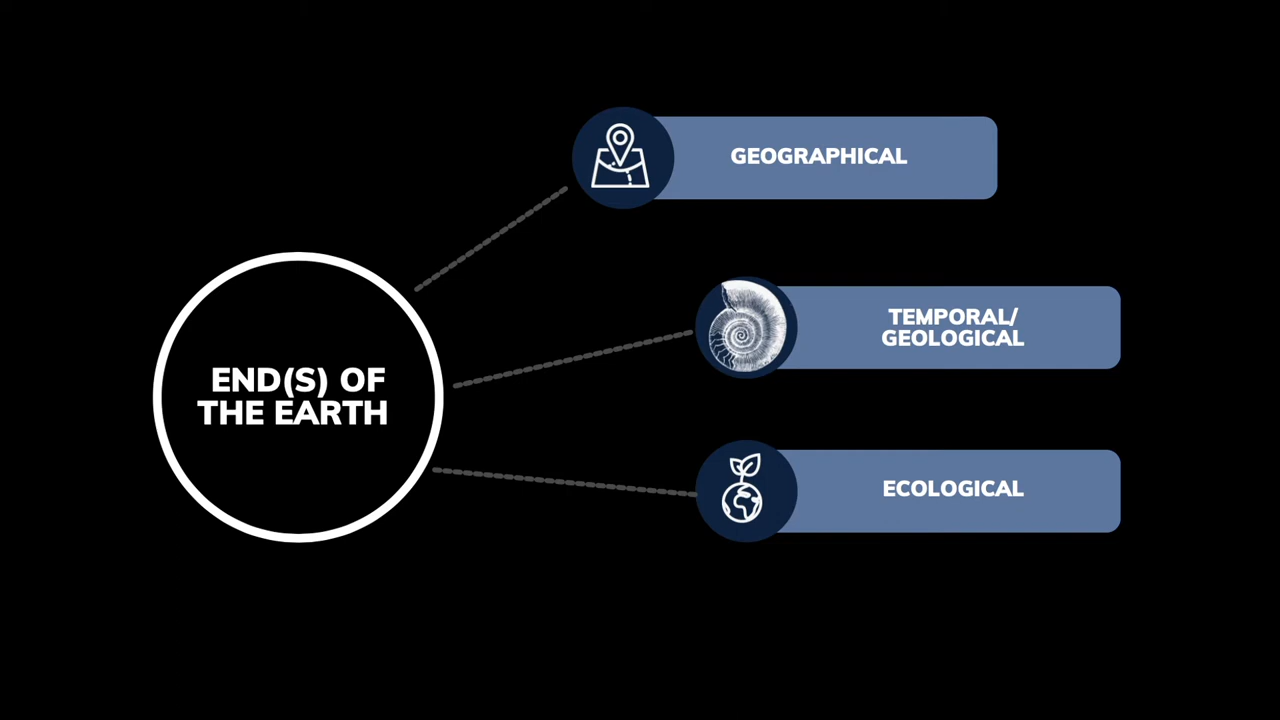 END(S) OF
THE EARTH
GEOGRAPHICAL
TEMPORAL/
GEOLOGICAL
ECOLOGICAL